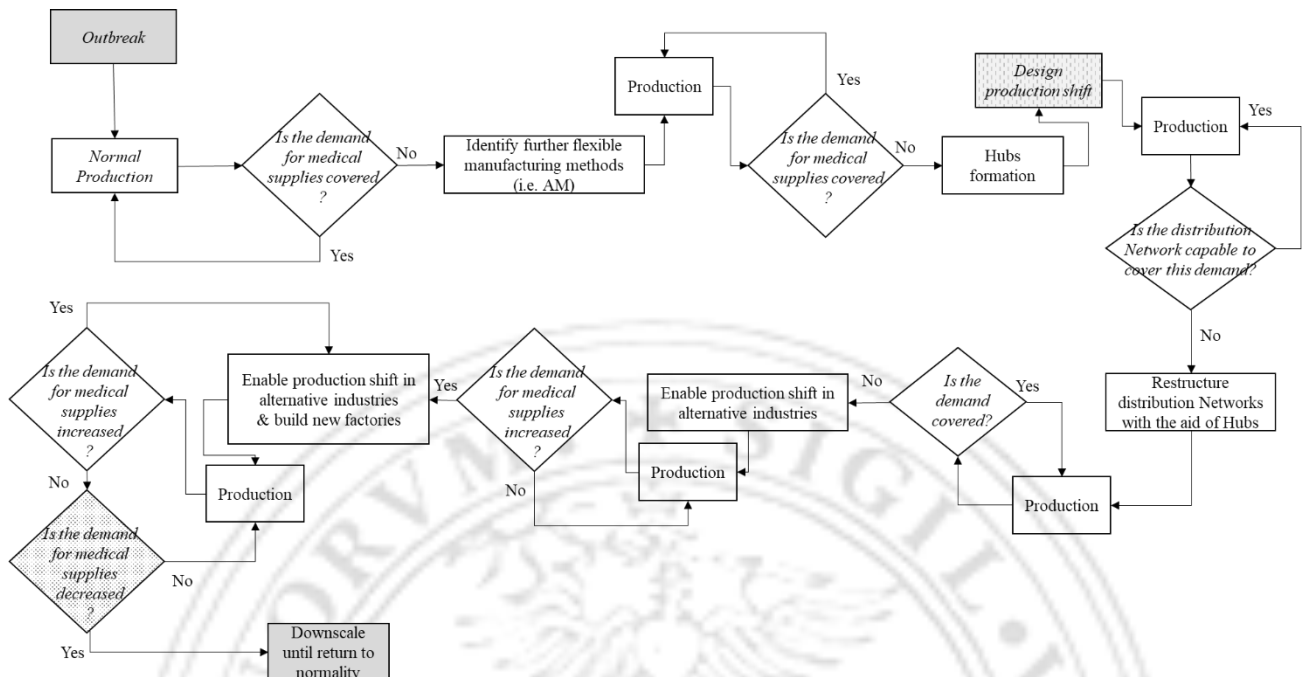 Outbreak
Normal
Production
Is the demand
for medical
supplies covered
?
No
Yes
Identify further flexible
manufacturing methods
(i.e. AM)
Production
Yes
Is the demand for
medical
supplies covered
?
No
Hubs
formation
Design
production shift
Production
Yes
Is the distribution
Network capable to
cover this demand?
No
Restructure
distribution Networks
with the aid of Hubs
Production
Is the
demand
covered?
Yes
No
Enable production shift in
alternative industries
Production
Is the demand
for medical
supplies
increased
?
No
Yes
Enable production shift in
alternative industries
& build new factories
Production
Is the demand
for medical
supplies
increased
?
Yes
No
Is the demand
for medical
supplies
decreased
?
No
Yes
Downscale
until return to
normality
ORVM
SIGIL